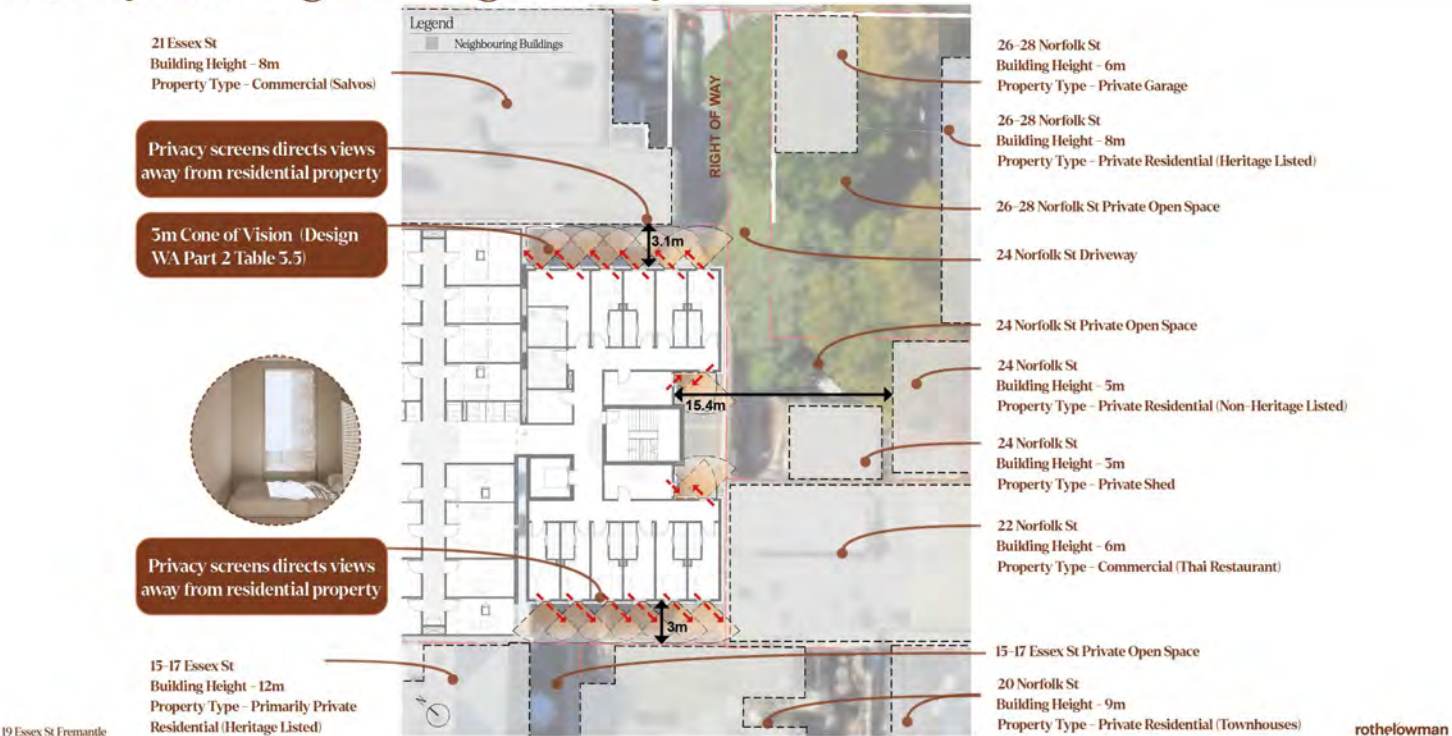 Legend
Neighbouring Buildings
21 Essex St
Building Height - 8m
Property Type - Commercial (Salvos)
Privacy screens directs views
away from residential property
3m Cone of Vision (Design
WA Part 2 Table 3.5)
Privacy screens directs views
away from residential property
15-17 Essex St
Building Height - 12m
Property Type - Primarily Private
Residential (Heritage Listed)
19 Essex St Fremantle
RIGHT OF WAY
3.1m
15.4m
3m
N
26-28 Norfolk St
Building Height - 6m
Property Type - Private Garage
26-28 Norfolk St
Building Height - 8m
Property Type - Private Residential (Heritage Listed)
26-28 Norfolk St Private Open Space
24 Norfolk St Driveway
24 Norfolk St Private Open Space
24 Norfolk St
Building Height - 5m
Property Type - Private Residential (Non-Heritage Listed)
24 Norfolk St
Building Height - 3m
Property Type - Private Shed
22 Norfolk St
Building Height - 6m
Property Type - Commercial (Thai Restaurant)
15-17 Essex St Private Open Space
20 Norfolk St
Building Height - 9m
Property Type - Private Residential (Townhouses)
rothelowman